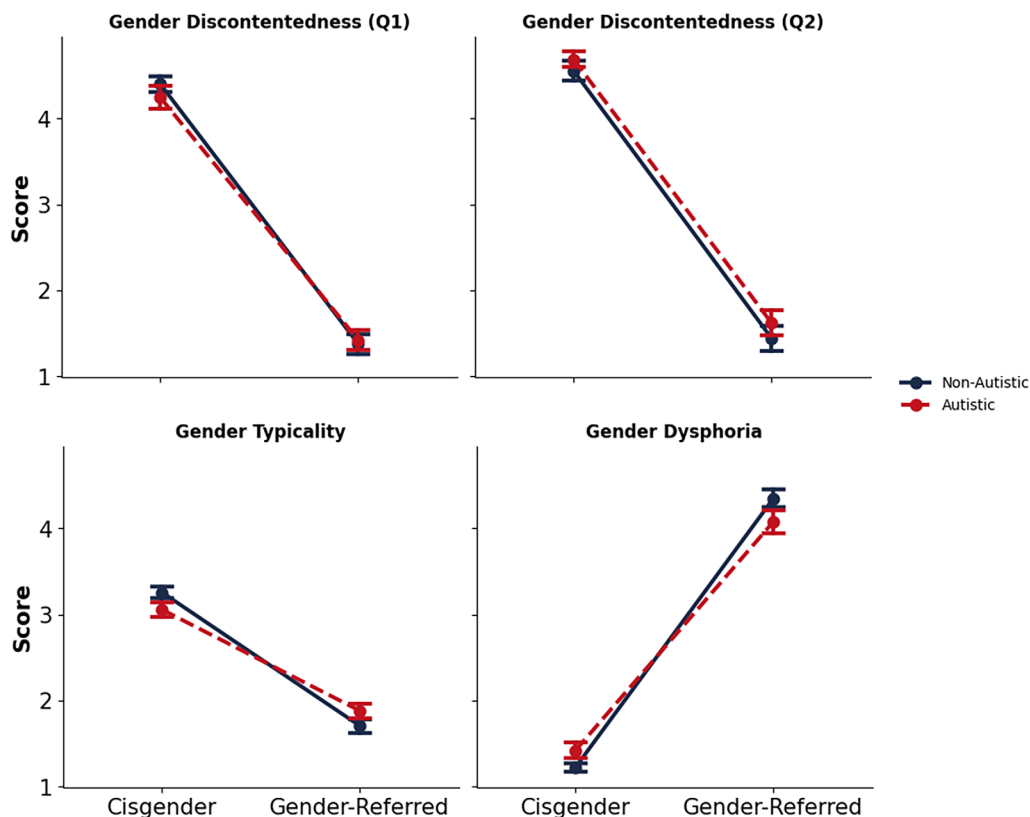 Gender Discontentedness (Q1)
Gender Discontentedness (Q2)
Score
4
3
2
1
Non-Autistic
Autistic
Gender Typicality
Gender Dysphoria
Score
4
3
2
1
Cisgender
Gender-Referred
Cisgender
Gender-Referred